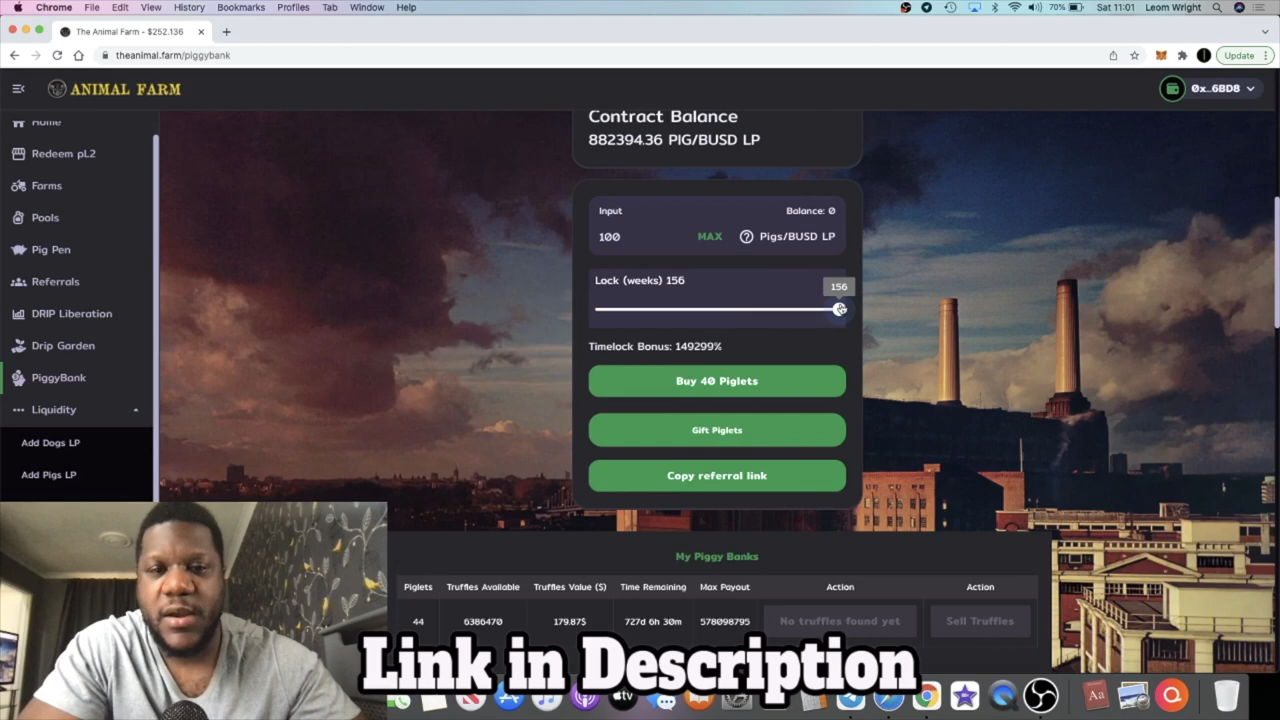 Chrome File Edit View History Bookmarks Profiles Tab Window Help
70% Sat 11:01 Leom Wright
The Animal Farm - $252.136
theanimal.farm/piggybank
Update
ANIMAL FARM
0x..6BD8
Home
Redeem pL2
Farms
Pools
Pig Pen
Referrals
DRIP Liberation
Drip Garden
PiggyBank
Liquidity
Add Dogs LP
Add Pigs LP
Contract Balance
882394.36 PIG/BUSD LP
Input Balance: 0
100 MAX Pigs/BUSD LP
Lock (weeks) 156
156
Timelock Bonus: 149299%
Buy 40 Piglets
Gift Piglets
Copy referral link
My Piggy Banks
Piglets Truffles Available Truffles Value ($) Time Remaining Max Payout Action Action
44 6386470 179.87$ 727d 6h 30m 578098795 No truffles found yet Sell Truffles
Link in Description
tv
Aa